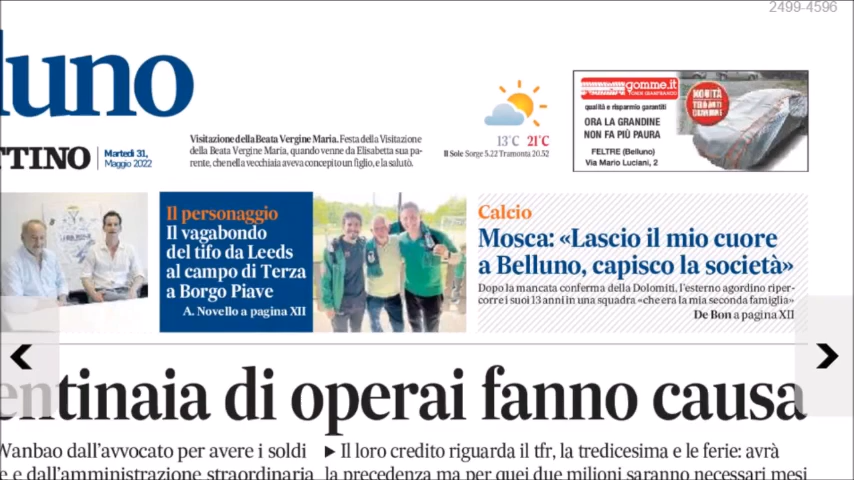 2499-4596
luno
TTINO
Martedì 31,
Maggio 2022
Visitazione della Beata Vergine Maria. Festa della Visitazione
della Beata Vergine Maria, quando venne da Elisabetta sua pa-
rente, che nella vecchiaia aveva concepito un figlio, e la salutò.
13°C 21°C
Il Sole Sorge 5.22 Tramonta 20.52
gomme.it
qualità e risparmio garantiti
ORA LA GRANDINE
NON FA PIÙ PAURA
FELTRE (Belluno)
Via Mario Luciani, 2
NOVITÀ
Il personaggio
Il vagabondo
del tifo da Leeds
al campo di Terza
a Borgo Piave
A. Novello a pagina XII
Calcio
Mosca: «Lascio il mio cuore
a Belluno, capisco la società»
Dopo la mancata conferma della Dolomiti, l'esterno agordino riper-
corre i suoi 13 anni in una squadra «che era la mia seconda famiglia»
De Bon a pagina XII
entinaia di operai fanno causa
Wanbao dall'avvocato per avere i soldi
e e dall'amministrazione straordinaria
▶ Il loro credito riguarda il tfr, la tredicesima e le ferie: avrà
la precedenza ma per quei due milioni saranno necessari mesi